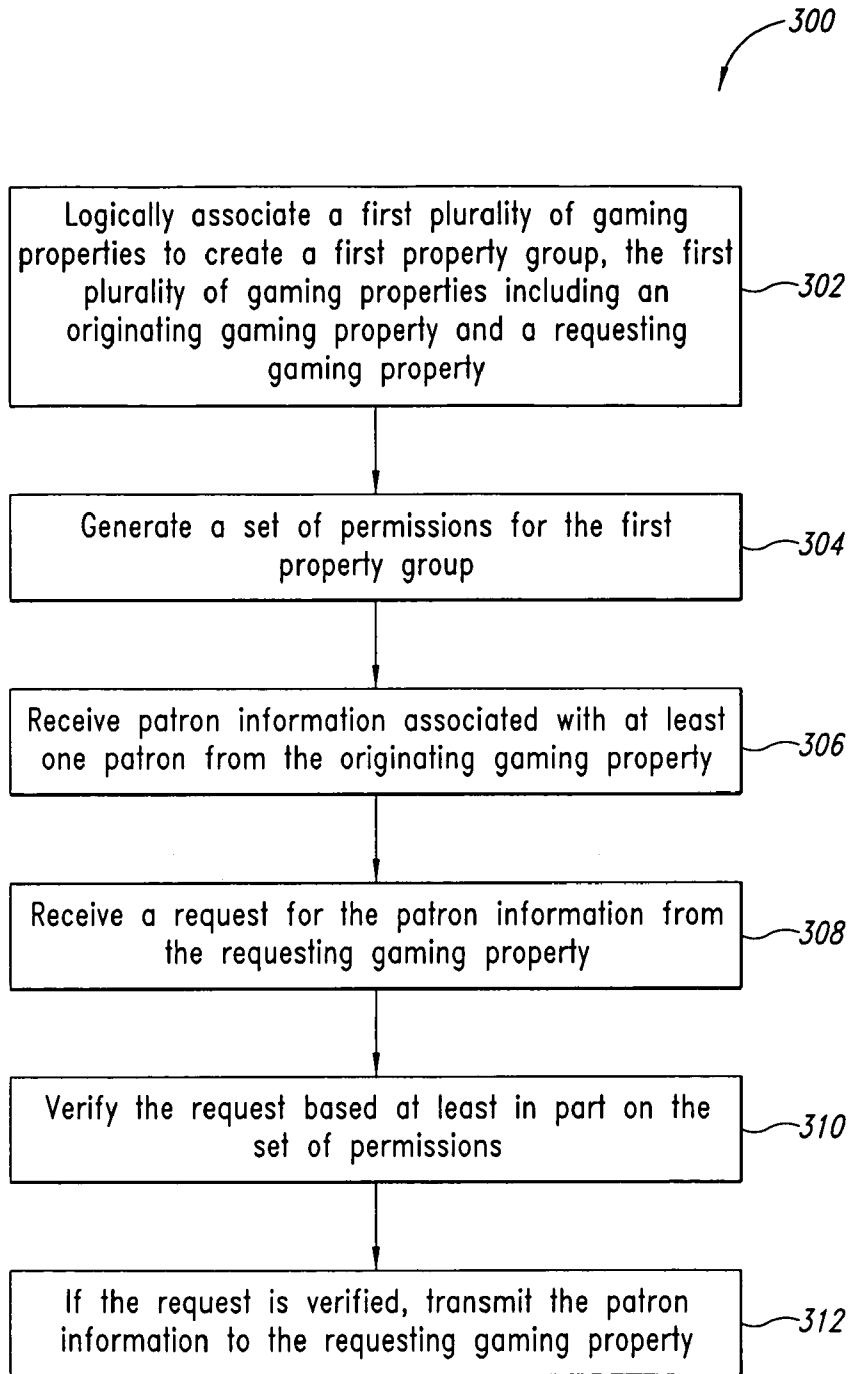 300
Logically associate a first plurality of gaming
properties to create a first property group, the first
plurality of gaming properties including an
originating gaming property and a requesting
gaming property
302
Generate a set of permissions for the first
property group
304
Receive patron information associated with at least
one patron from the originating gaming property
306
Receive a request for the patron information from
the requesting gaming property
308
Verify the request based at least in part on the
set of permissions
310
If the request is verified, transmit the patron
information to the requesting gaming property
312